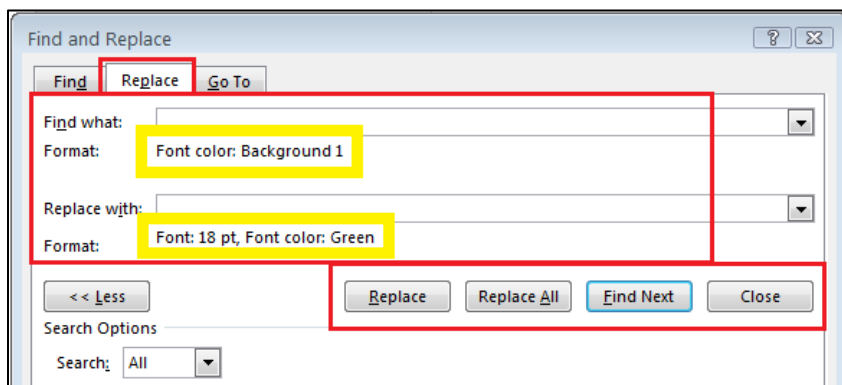 Find and Replace
Find Replace Go To
Find what:
Format: Font color: Background 1
Replace with:
Format: Font: 18 pt, Font color: Green
<< Less Replace Replace All Find Next Close
Search Options
Search: All